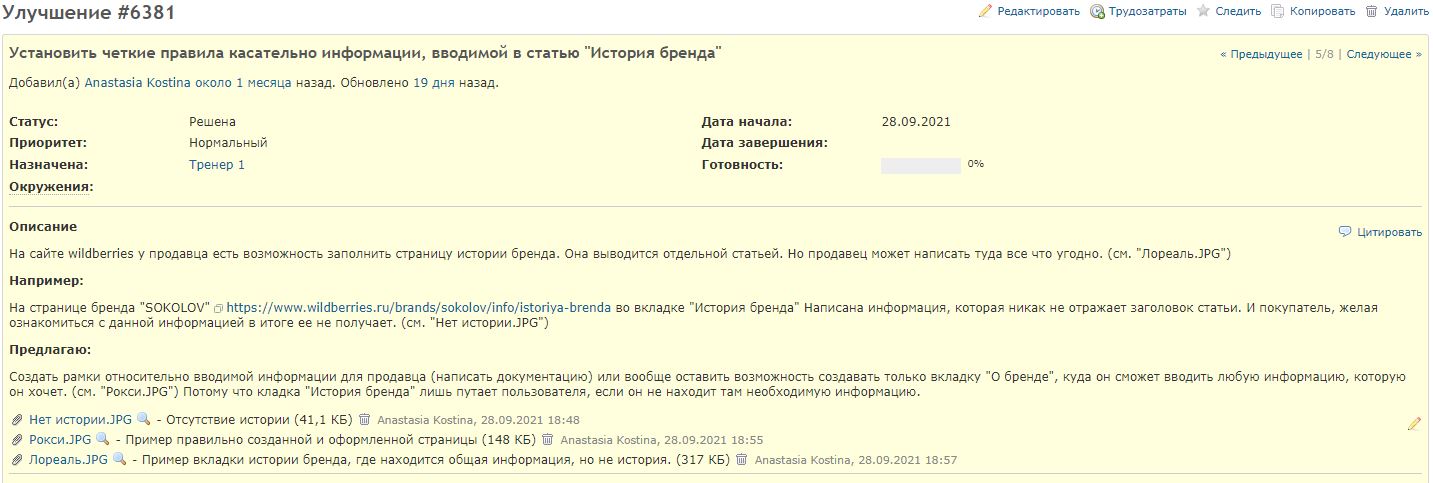 Улучшение #6381
Редактировать Трудозатраты Следить Копировать Удалить
Установить четкие правила касательно информации, вводимой в статью "История бренда"
« Предыдущее | 5/8 | Следующее »
Добавил(а) Anastasia Kostina около 1 месяца назад. Обновлено 19 дня назад.
Статус: Решена Дата начала: 28.09.2021
Приоритет: Нормальный Дата завершения:
Назначена: Тренер 1 Готовность: 0%
Окружения:
Описание
Цитировать
На сайте wildberries у продавца есть возможность заполнить страницу истории бренда. Она выводится отдельной статьей. Но продавец может написать туда все что угодно. (см. "Лореаль.JPG")
Например:
На странице бренда "SOKOLOV" https://www.wildberries.ru/brands/sokolov/info/istoriya-brenda во вкладке "История бренда" Написана информация, которая никак не отражает заголовок статьи. И покупатель, желая
ознакомиться с данной информацией в итоге ее не получает. (см. "Нет истории.JPG")
Предлагаю:
Создать рамки относительно вводимой информации для продавца (написать документацию) или вообще оставить возможность создавать только вкладку "О бренде", куда он сможет вводить любую информацию, которую
он хочет. (см. "Рокси.JPG") Потому что кладка "История бренда" лишь путает пользователя, если он не находит там необходимую информацию.
Нет истории.JPG - Отсутствие истории (41,1 КБ) Anastasia Kostina, 28.09.2021 18:48
Рокси.JPG - Пример правильно созданной и оформленной страницы (148 КБ) Anastasia Kostina, 28.09.2021 18:55
Лореаль.JPG - Пример вкладки истории бренда, где находится общая информация, но не история. (317 КБ) Anastasia Kostina, 28.09.2021 18:57